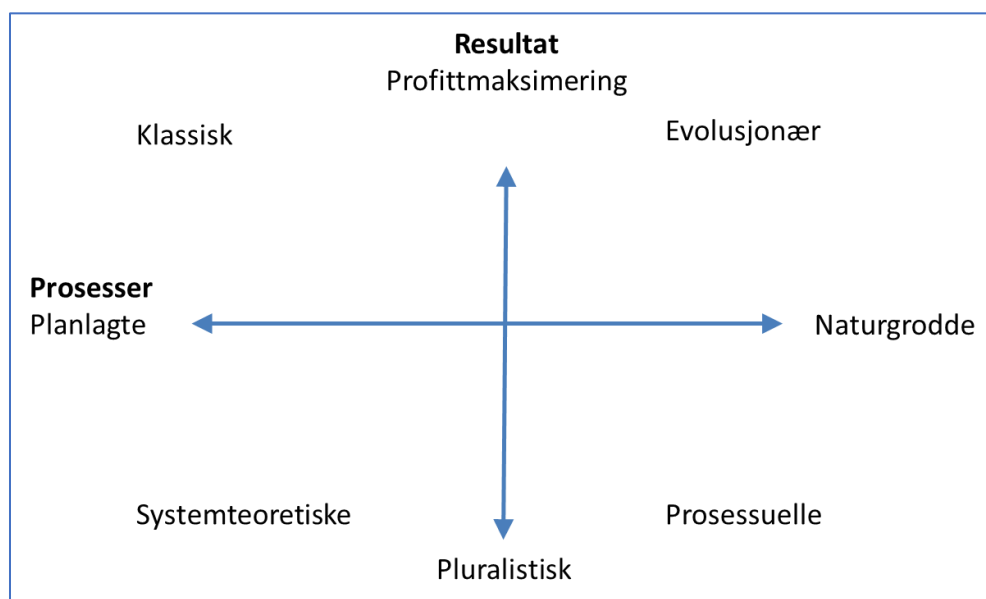 Resultat
Profittmaksimering
Klassisk
Evolusjonær
Prosesser
Planlagte
Naturgrodde
Systemteoretiske
Prosessuelle
Pluralistisk